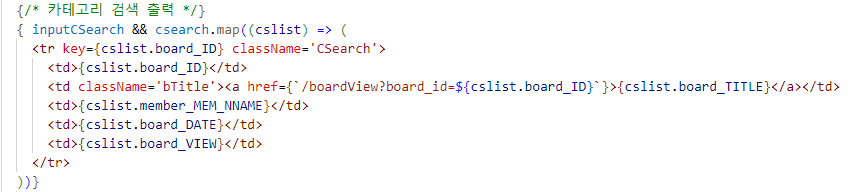 {/* 카테고리 검색 출력 */}
{ inputCSearch && csearch.map((cslist) => (
<tr key={cslist.board_ID} className='CSearch'>
<td>{cslist.board_ID}</td>
<td className='bTitle'><a href={`/boardView?board_id=${cslist.board_ID}`}>{cslist.board_TITLE}</a></td>
<td>{cslist.member_MEM_NNAME}</td>
<td>{cslist.board_DATE}</td>
<td>{cslist.board_VIEW}</td>
</tr>
))}